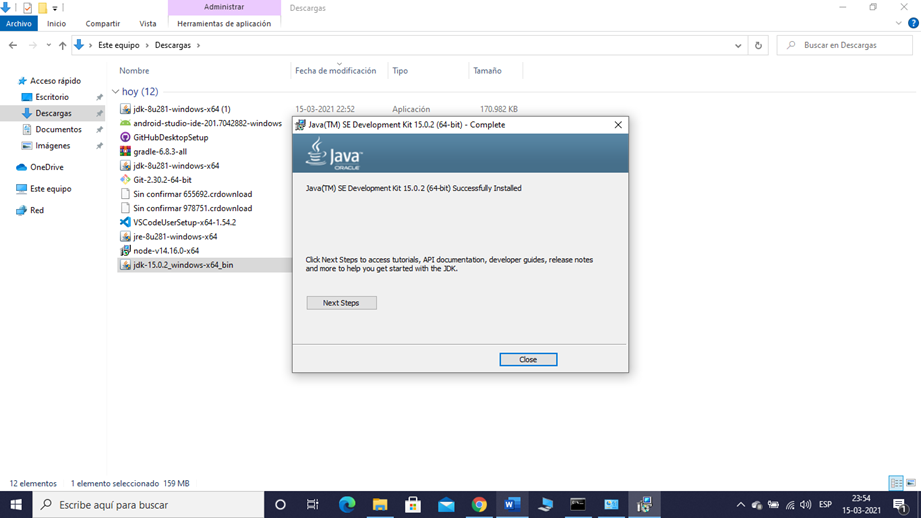 Administrar
Descargas
Archivo
Inicio
Compartir
Vista
Herramientas de aplicación
Este equipo
Descargas
Buscar en Descargas
Nombre
Fecha de modificación
Tipo
Tamaño
Acceso rápido
Escritorio
Descargas
Documentos
Imágenes
OneDrive
Este equipo
Red
hoy (12)
jdk-8u281-windows-x64 (1)
15-03-2021 22:52
Aplicación
170.982 KB
android-studio-ide-201.7042882-windows
GitHubDesktopSetup
gradle-6.8.3-all
jdk-8u281-windows-x64
Git-2.30.2-64-bit
Sin confirmar 655692.crdownload
Sin confirmar 978751.crdownload
VSCodeUserSetup-x64-1.54.2
jre-8u281-windows-x64
node-v14.16.0-x64
jdk-15.0.2_windows-x64_bin
Java(TM) SE Development Kit 15.0.2 (64-bit) - Complete
Java™
ORACLE
Java(TM) SE Development Kit 15.0.2 (64-bit) Successfully Installed
Click Next Steps to access tutorials, API documentation, developer guides, release notes
and more to help you get started with the JDK.
Next Steps
Close
12 elementos
1 elemento seleccionado 159 MB
Escribe aquí para buscar
ESP
23:54
15-03-2021
1